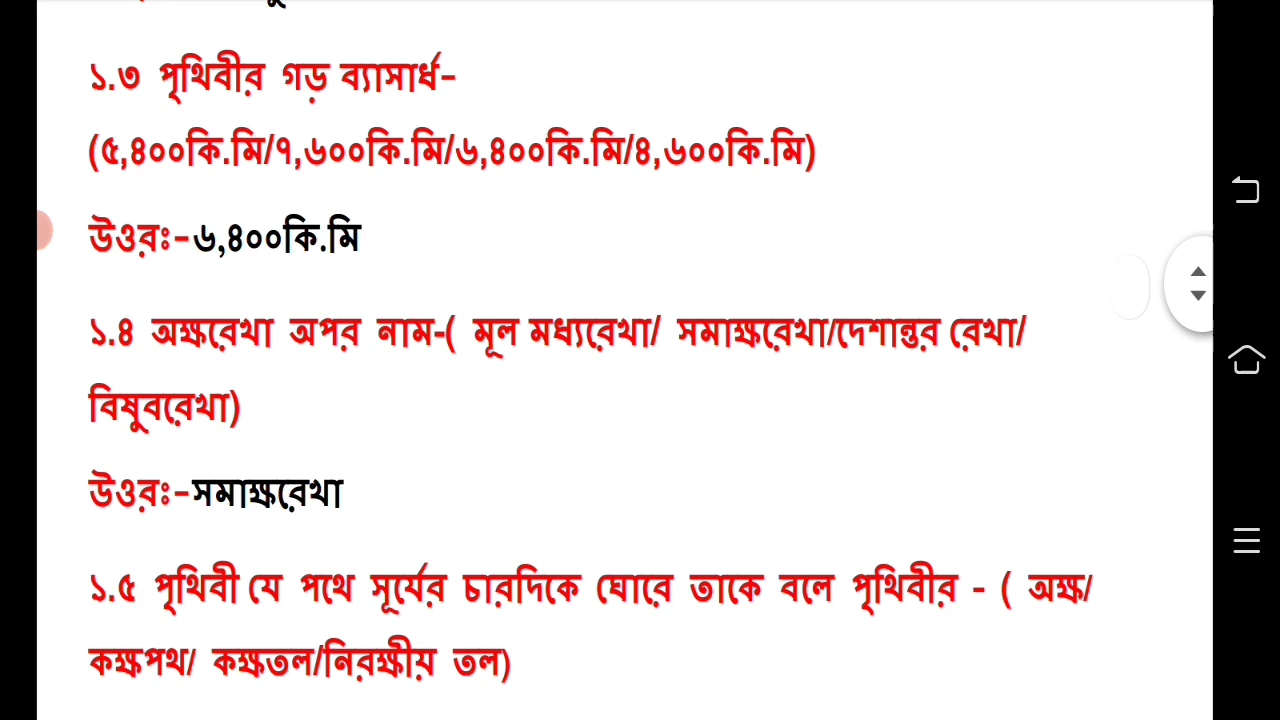 ১.৩ পৃথিবীর গড় ব্যাসার্ধ-
(৫,৪০০কি.মি/৭,৬০০কি.মি/৬,৪০০কি.মি/৪,৬০০কি.মি)
উওরঃ-৬,৪০০কি.মি
১.৪ অক্ষরেখা অপর নাম-( মূল মধ্যরেখা/ সমাক্ষরেখা/দেশান্তর রেখা/
বিষুবরেখা)
উওরঃ-সমাক্ষরেখা
১.৫ পৃথিবী যে পথে সূর্যের চারদিকে ঘোরে তাকে বলে পৃথিবীর - ( অক্ষ/
কক্ষপথ/ কক্ষতল/নিরক্ষীয় তল)